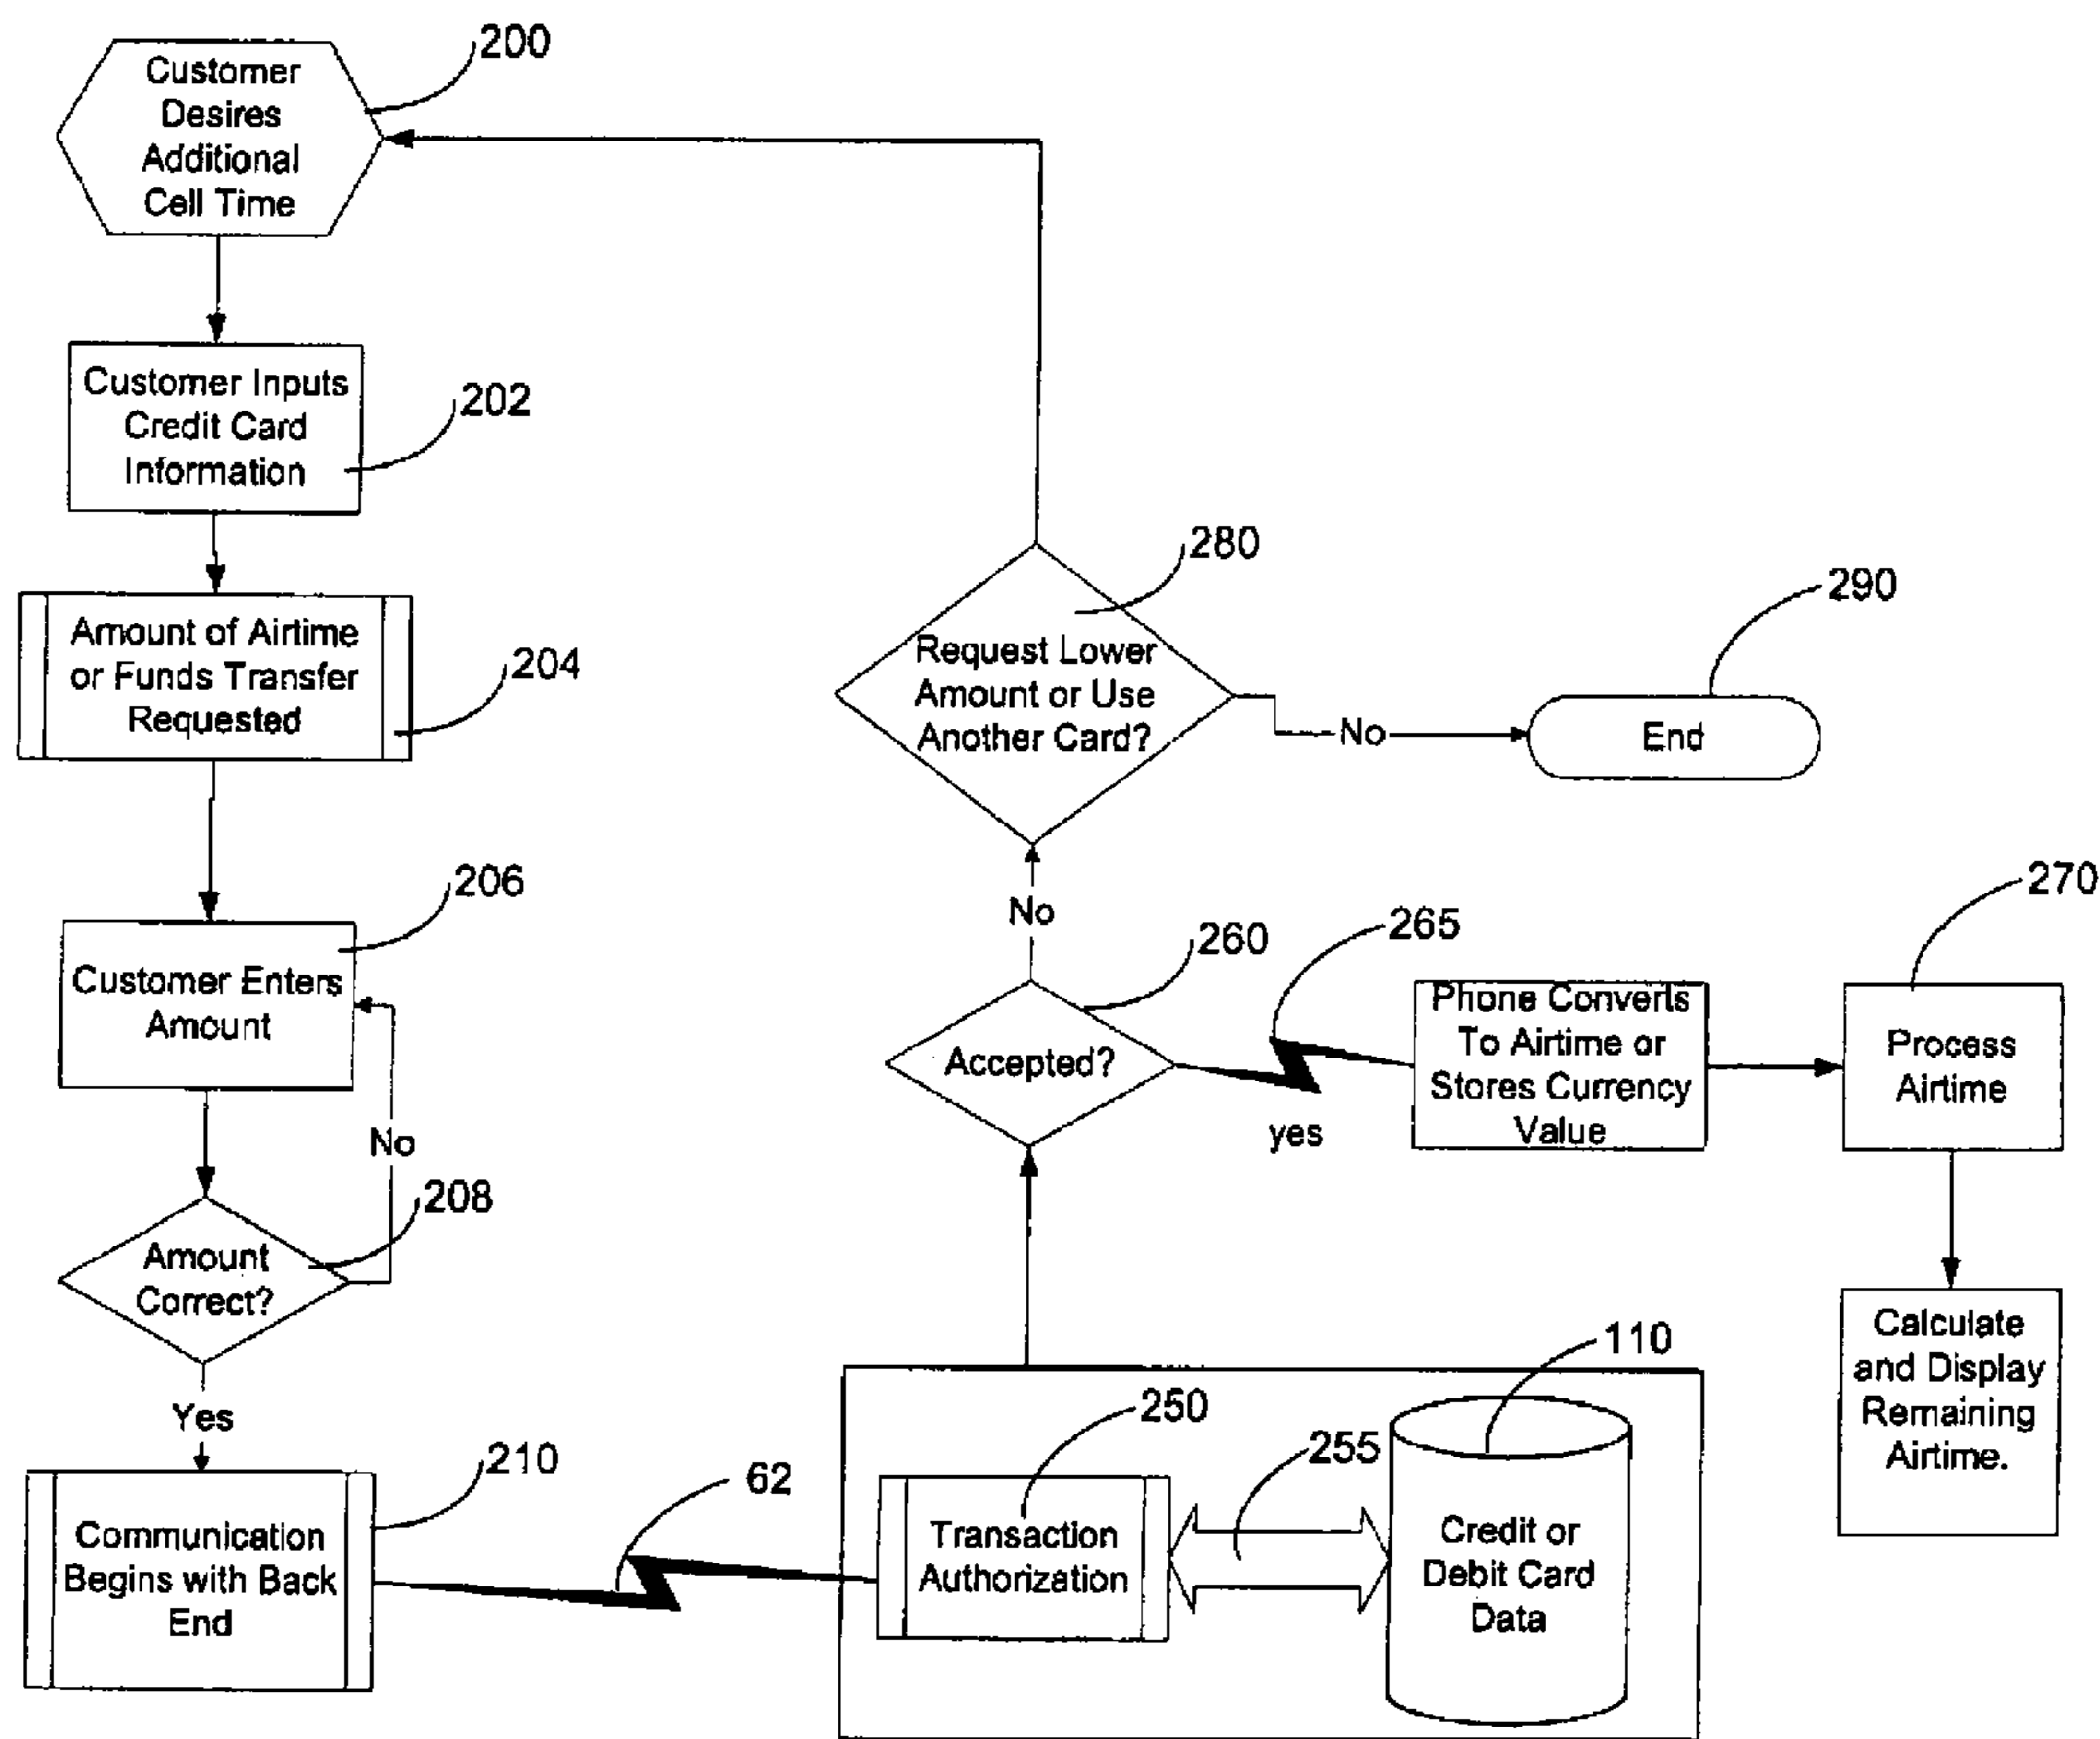 200
Customer
Desires
Additional
Cell Time
Customer Inputs
Credit Card
Information
202
Amount of Airtime
or Funds Transfer
Requested
204
206
Customer Enters
Amount
No
208
Amount
Correct?
Yes
210
Communication
Begins with Back
End
62
280
Request Lower
Amount or Use
Another Card?
No
290
End
No
260
Accepted?
265
yes
Phone Converts
To Airtime or
Stores Currency
Value
270
Process
Airtime
Calculate
and Display
Remaining
Airtime.
250
Transaction
Authorization
255
110
Credit or
Debit Card
Data